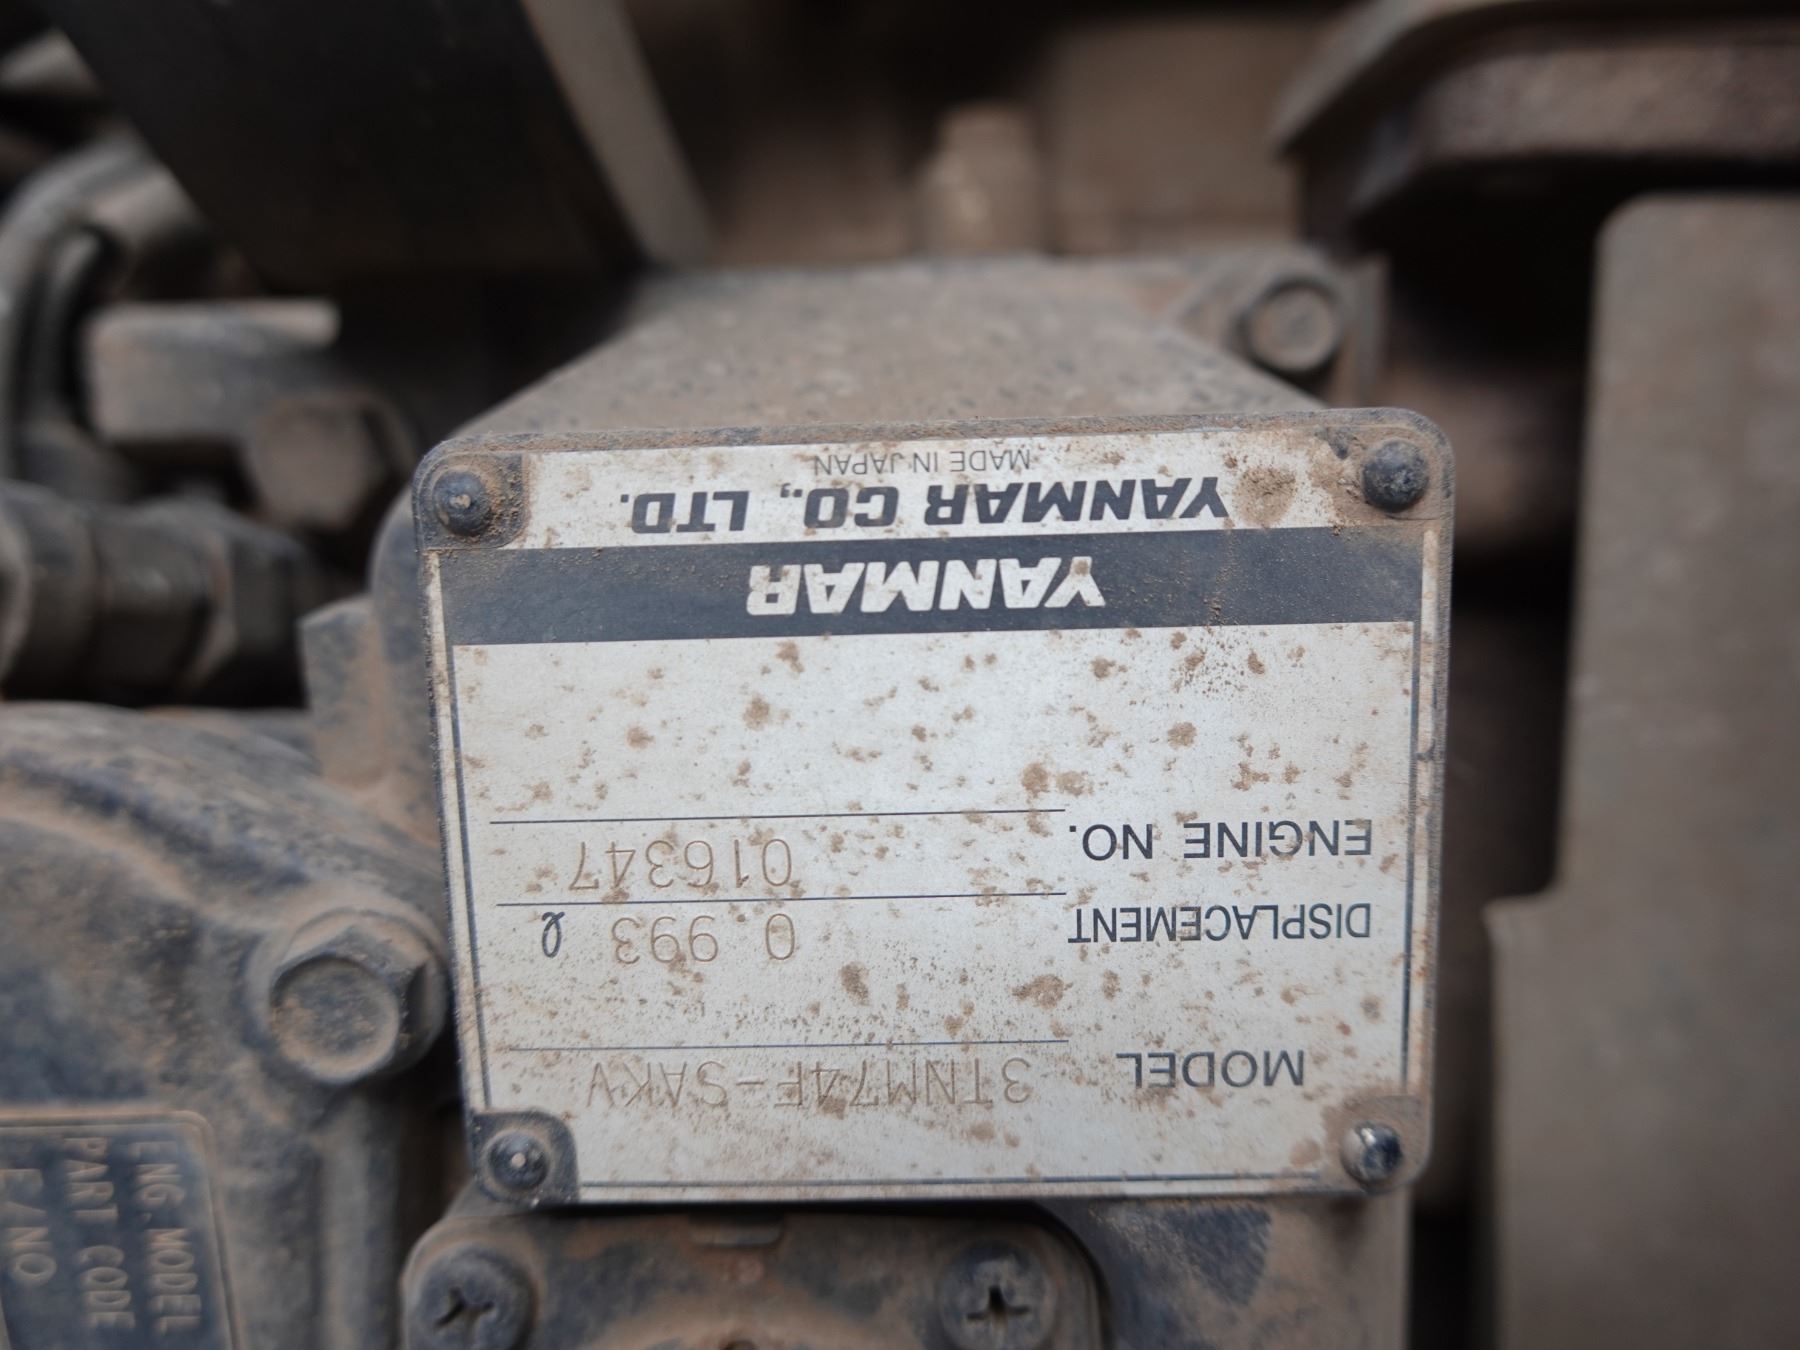 MODEL 3TNM74F-SAKV
DISPLACEMENT 0.993 ℓ
ENGINE NO. 016347
YANMAR
YANMAR CO., LTD.
MADE IN JAPAN
ENG. MODEL
PART CODE
E/NO